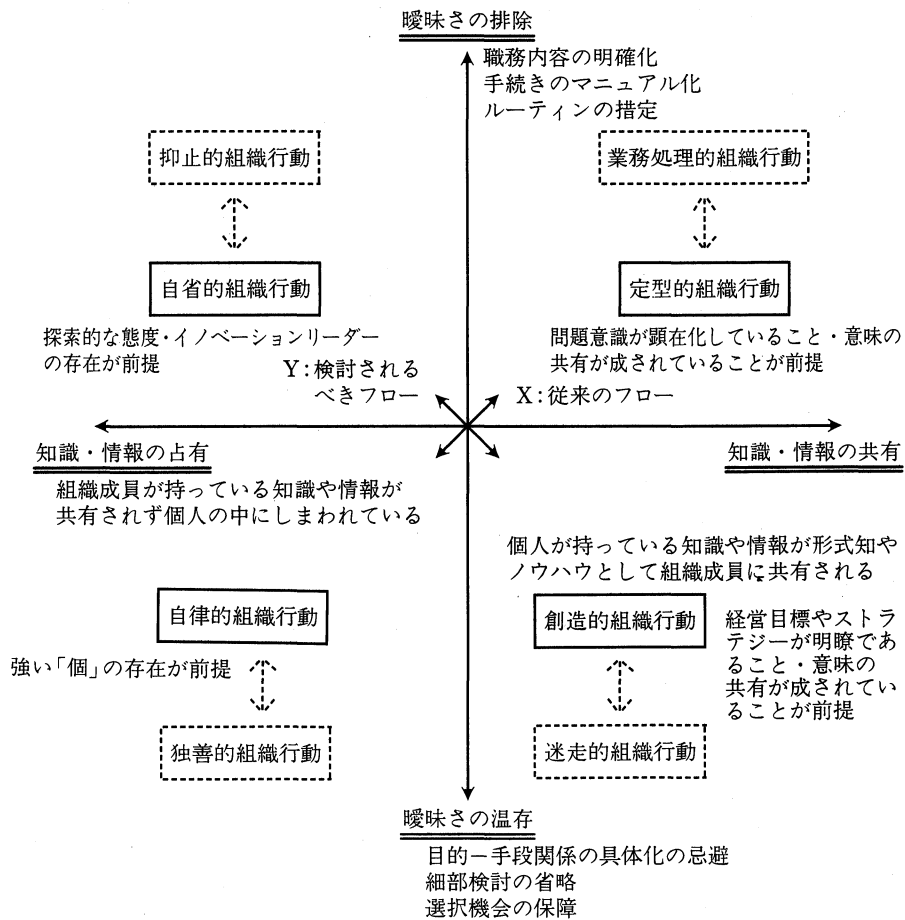 曖昧さの排除
職務内容の明確化
手続きのマニュアル化
ルーティンの措定
抑止的組織行動
業務処理的組織行動
自省的組織行動
定型的組織行動
探索的な態度・イノベーションリーダー
の存在が前提
問題意識が顕在化していること・意味の
共有が成されていることが前提
Y:検討される
べきフロー
X:従来のフロー
知識・情報の占有
知識・情報の共有
組織成員が持っている知識や情報が
共有されず個人の中にしまわれている
個人が持っている知識や情報が形式知や
ノウハウとして組織成員に共有される
自律的組織行動
創造的組織行動
経営目標やストラ
テジーが明瞭であ
ること・意味の
共有が成されてい
ることが前提
強い「個」の存在が前提
独善的組織行動
迷走的組織行動
曖昧さの温存
目的－手段関係の具体化の忌避
細部検討の省略
選択機会の保障